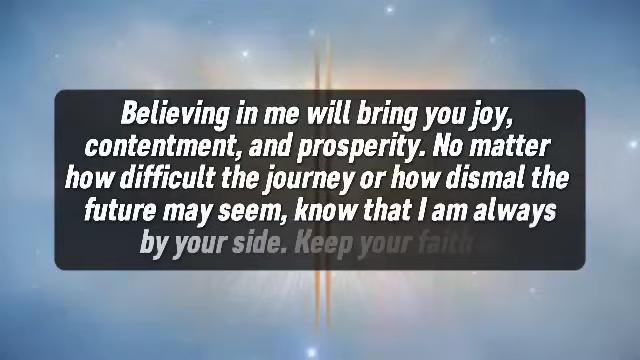 Believing in me will bring you joy,
contentment, and prosperity. No matter
how difficult the journey or how dismal the
future may seem, know that I am always
by your side. Keep your faith